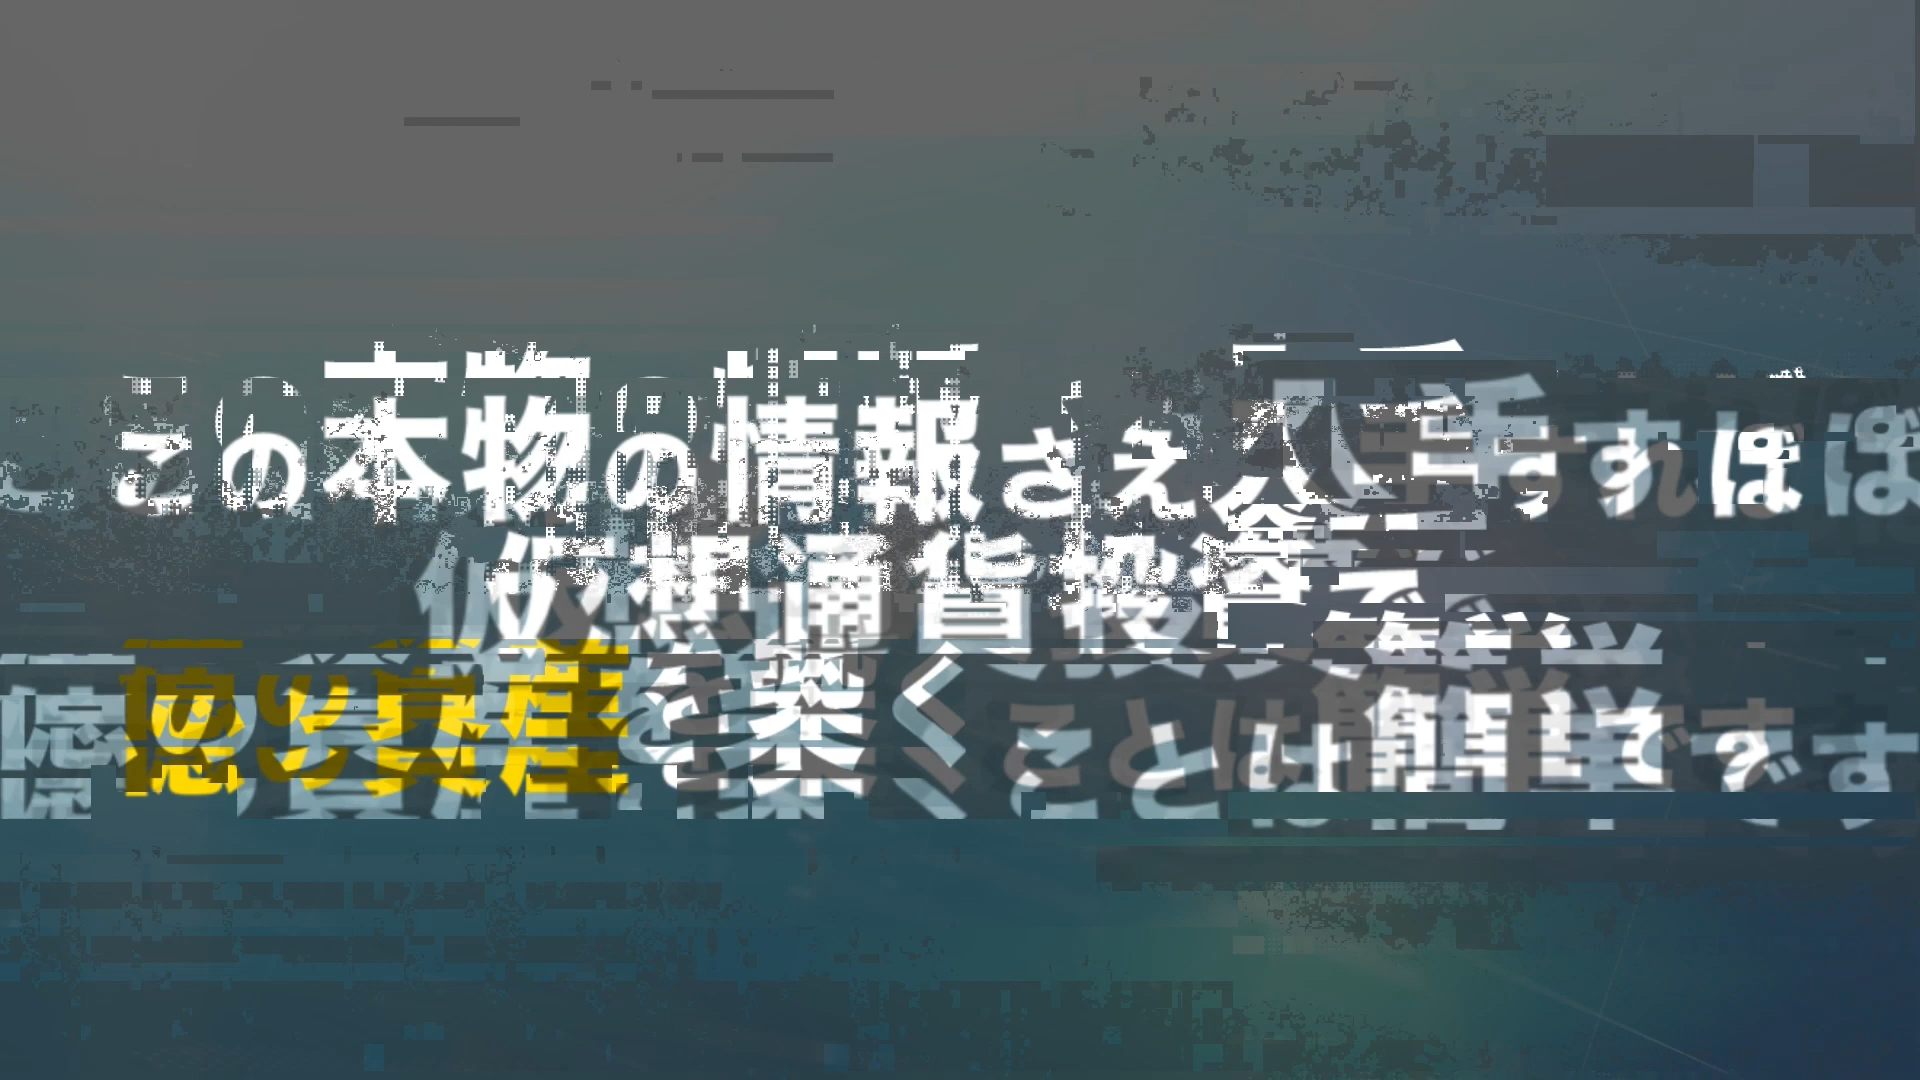 この本物の情報さえ入手すれば
仮想通貨投資で
億の資産を築くことは簡単です